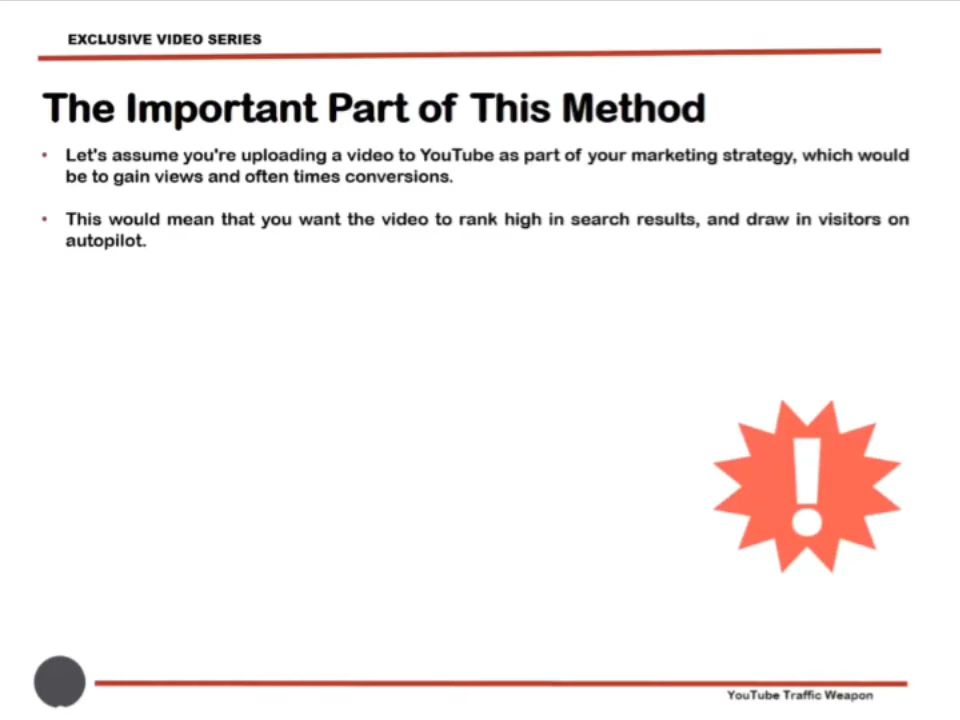 EXCLUSIVE VIDEO SERIES
The Important Part of This Method
• Let's assume you're uploading a video to YouTube as part of your marketing strategy, which would
be to gain views and often times conversions.
• This would mean that you want the video to rank high in search results, and draw in visitors on
autopilot.
!
YouTube Traffic Weapon